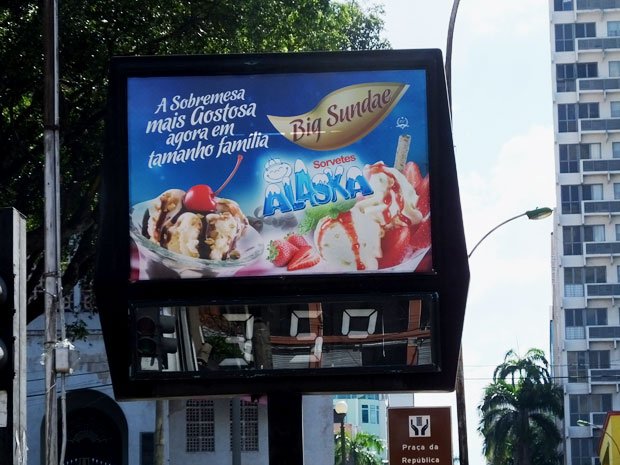 A Sobremesa
mais Gostosa
agora em
tamanho família
Big Sundae
Sorvetes
ALASKA
Praça da
República